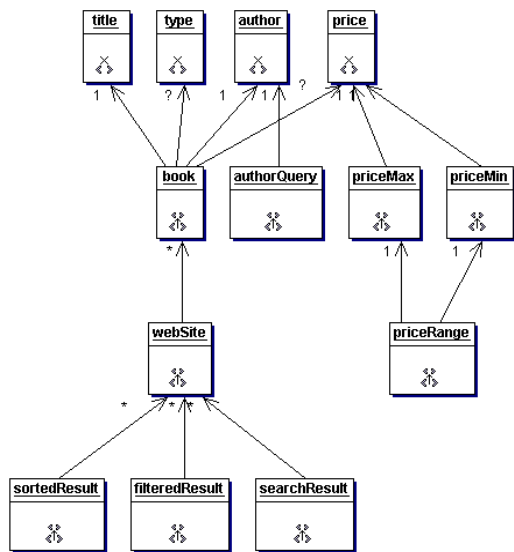 title type author price
1 ? 1 1 ? 1 1
book authorQuery priceMax priceMin
* 1 1
webSite priceRange
* * *
sortedResult filteredResult searchResult